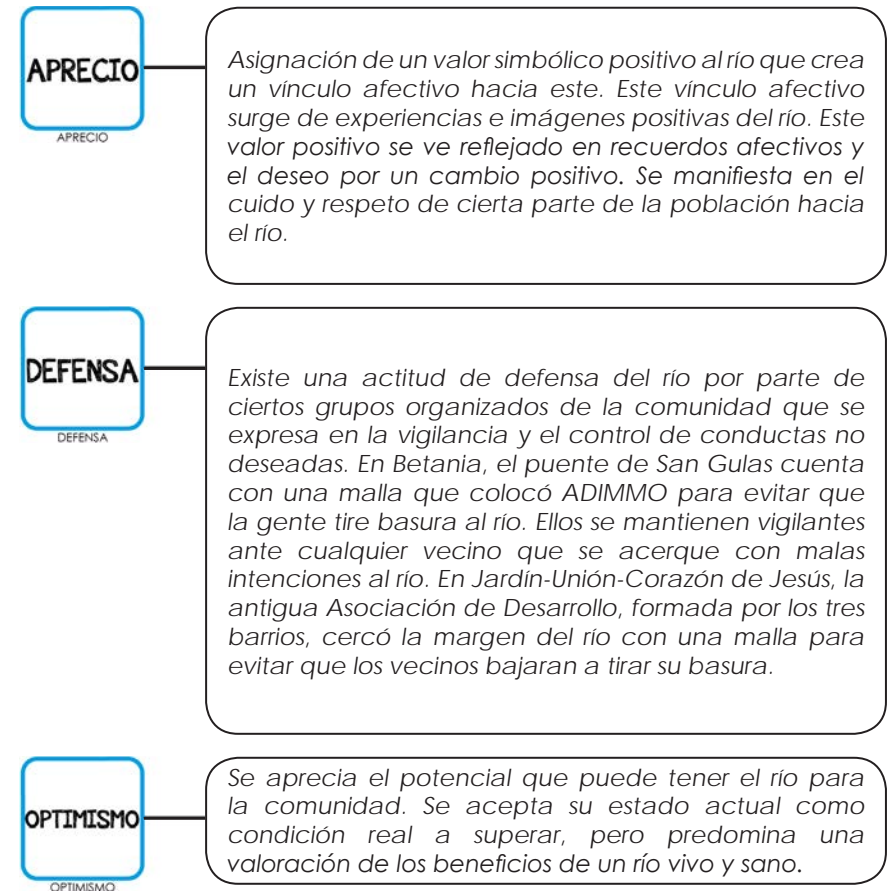 APRECIO
APRECIO
Asignación de un valor simbólico positivo al río que crea
un vínculo afectivo hacia este. Este vínculo afectivo
surge de experiencias e imágenes positivas del río. Este
valor positivo se ve reflejado en recuerdos afectivos y
el deseo por un cambio positivo. Se manifiesta en el
cuido y respeto de cierta parte de la población hacia
el río.
DEFENSA
DEFENSA
Existe una actitud de defensa del río por parte de
ciertos grupos organizados de la comunidad que se
expresa en la vigilancia y el control de conductas no
deseadas. En Betania, el puente de San Gulas cuenta
con una malla que colocó ADIMMO para evitar que
la gente tire basura al río. Ellos se mantienen vigilantes
ante cualquier vecino que se acerque con malas
intenciones al río. En Jardín-Unión-Corazón de Jesús, la
antigua Asociación de Desarrollo, formada por los tres
barrios, cercó la margen del río con una malla para
evitar que los vecinos bajaran a tirar su basura.
OPTIMISMO
OPTIMISMO
Se aprecia el potencial que puede tener el río para
la comunidad. Se acepta su estado actual como
condición real a superar, pero predomina una
valoración de los beneficios de un río vivo y sano.